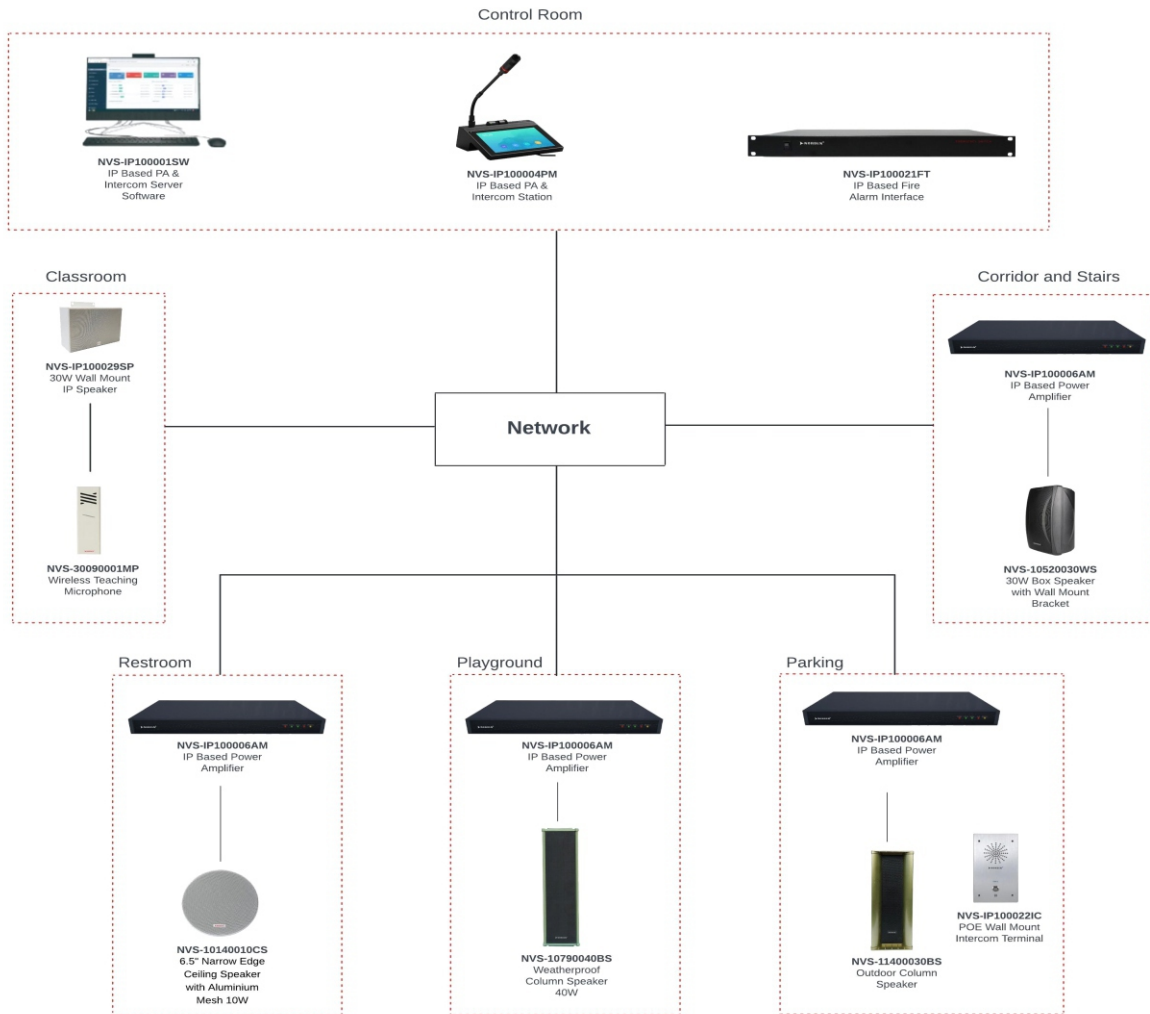 Control Room
NVS-IP100001SW
IP Based PA &
Intercom Server
Software
NVS-IP100004PM
IP Based PA &
Intercom Station
NVS-IP100021FT
IP Based Fire
Alarm Interface
Classroom
NVS-IP100029SP
30W Wall Mount
IP Speaker
NVS-30090001MP
Wireless Teaching
Microphone
Network
Corridor and Stairs
NVS-IP100006AM
IP Based Power
Amplifier
NVS-10520030WS
30W Box Speaker
with Wall Mount
Bracket
Restroom
NVS-IP100006AM
IP Based Power
Amplifier
NVS-10140010CS
6.5" Narrow Edge
Ceiling Speaker
with Aluminium
Mesh 10W
Playground
NVS-IP100006AM
IP Based Power
Amplifier
NVS-10790040BS
Weatherproof
Column Speaker
40W
Parking
NVS-IP100006AM
IP Based Power
Amplifier
NVS-11400030BS
Outdoor Column
Speaker
NVS-IP100022IC
POE Wall Mount
Intercom Terminal